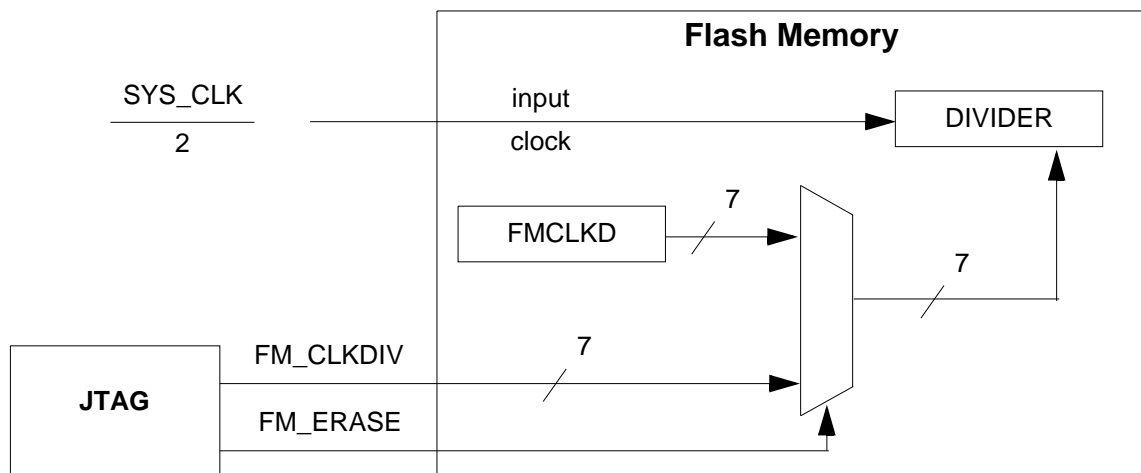 Flash Memory
SYS_CLK
2
input
clock
DIVIDER
7
FMCLKD
7
7
FM_CLKDIV
JTAG
FM_ERASE